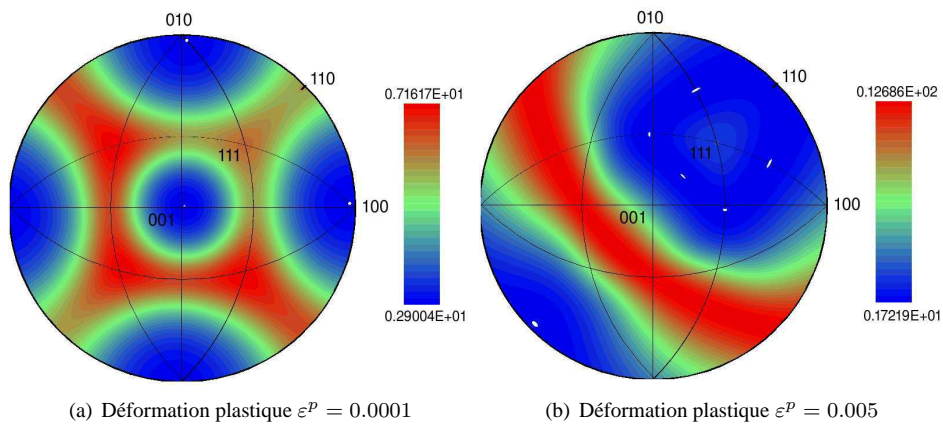 010
110
0.71617E+01
111
001
100
0.29004E+01
(a) Déformation plastique εᵖ = 0.0001
010
110
0.12686E+02
111
001
100
0.17219E+01
(b) Déformation plastique εᵖ = 0.005